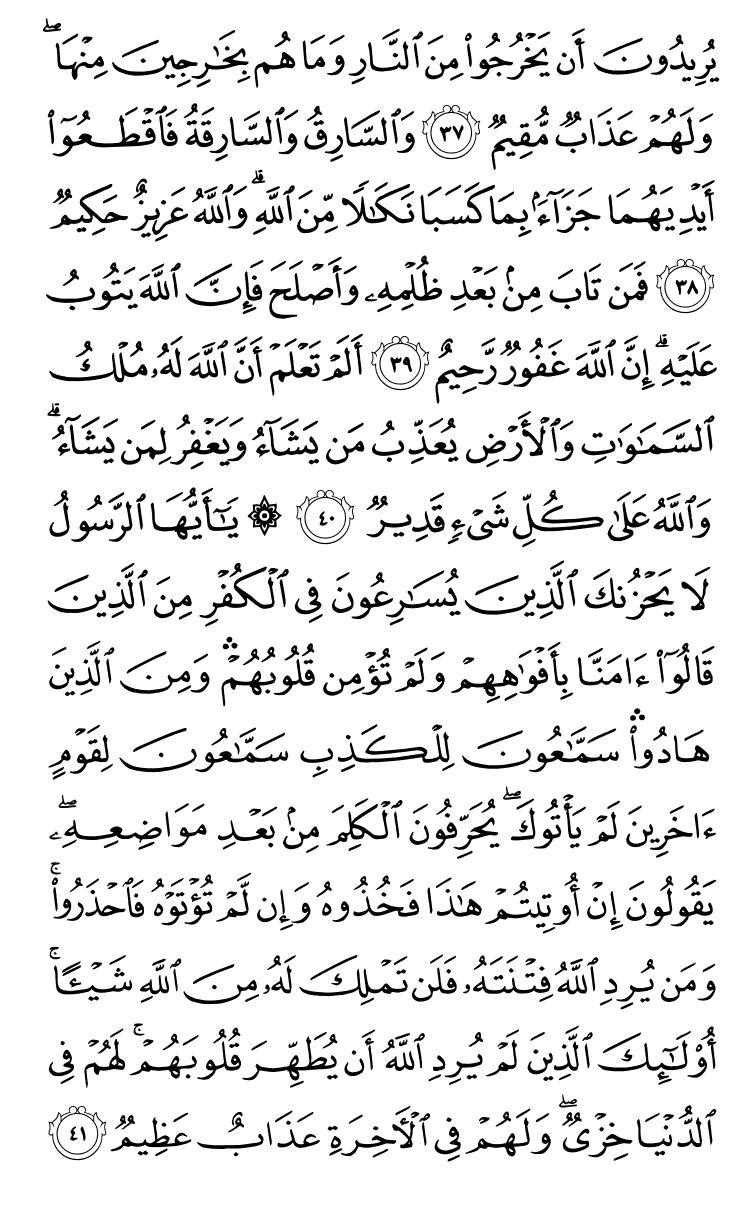 يُرِيدُونَ أَن يَخْرُجُوا۟ مِنَ ٱلنَّارِ وَمَا هُم بِخَـٰرِجِينَ مِنْهَا ۖ
وَلَهُمْ عَذَابٌ مُّقِيمٌ ٣٧ وَٱلسَّارِقُ وَٱلسَّارِقَةُ فَٱقْطَعُوٓا۟
أَيْدِيَهُمَا جَزَآءًۢ بِمَا كَسَبَا نَكَـٰلًا مِّنَ ٱللَّهِ ۗ وَٱللَّهُ عَزِيزٌ حَكِيمٌ
٣٨ فَمَن تَابَ مِنۢ بَعْدِ ظُلْمِهِۦ وَأَصْلَحَ فَإِنَّ ٱللَّهَ يَتُوبُ
عَلَيْهِ ۗ إِنَّ ٱللَّهَ غَفُورٌ رَّحِيمٌ ٣٩ أَلَمْ تَعْلَمْ أَنَّ ٱللَّهَ لَهُۥ مُلْكُ
ٱلسَّمَـٰوَٰتِ وَٱلْأَرْضِ يُعَذِّبُ مَن يَشَآءُ وَيَغْفِرُ لِمَن يَشَآءُ ۗ
وَٱللَّهُ عَلَىٰ كُلِّ شَىْءٍ قَدِيرٌ ٤٠ ۞ يَـٰٓأَيُّهَا ٱلرَّسُولُ
لَا يَحْزُنكَ ٱلَّذِينَ يُسَـٰرِعُونَ فِى ٱلْكُفْرِ مِنَ ٱلَّذِينَ
قَالُوٓا۟ ءَامَنَّا بِأَفْوَٰهِهِمْ وَلَمْ تُؤْمِن قُلُوبُهُمْ ۛ وَمِنَ ٱلَّذِينَ
هَادُوا۟ ۛ سَمَّـٰعُونَ لِلْكَذِبِ سَمَّـٰعُونَ لِقَوْمٍ
ءَاخَرِينَ لَمْ يَأْتُوكَ ۖ يُحَرِّفُونَ ٱلْكَلِمَ مِنۢ بَعْدِ مَوَاضِعِهِۦ ۖ
يَقُولُونَ إِنْ أُوتِيتُمْ هَـٰذَا فَخُذُوهُ وَإِن لَّمْ تُؤْتَوْهُ فَٱحْذَرُوا۟ ۚ
وَمَن يُرِدِ ٱللَّهُ فِتْنَتَهُۥ فَلَن تَمْلِكَ لَهُۥ مِنَ ٱللَّهِ شَيْـًٔا ۚ
أُو۟لَـٰٓئِكَ ٱلَّذِينَ لَمْ يُرِدِ ٱللَّهُ أَن يُطَهِّرَ قُلُوبَهُمْ ۚ لَهُمْ فِى
ٱلدُّنْيَا خِزْىٌ ۖ وَلَهُمْ فِى ٱلْـَٔاخِرَةِ عَذَابٌ عَظِيمٌ ٤١